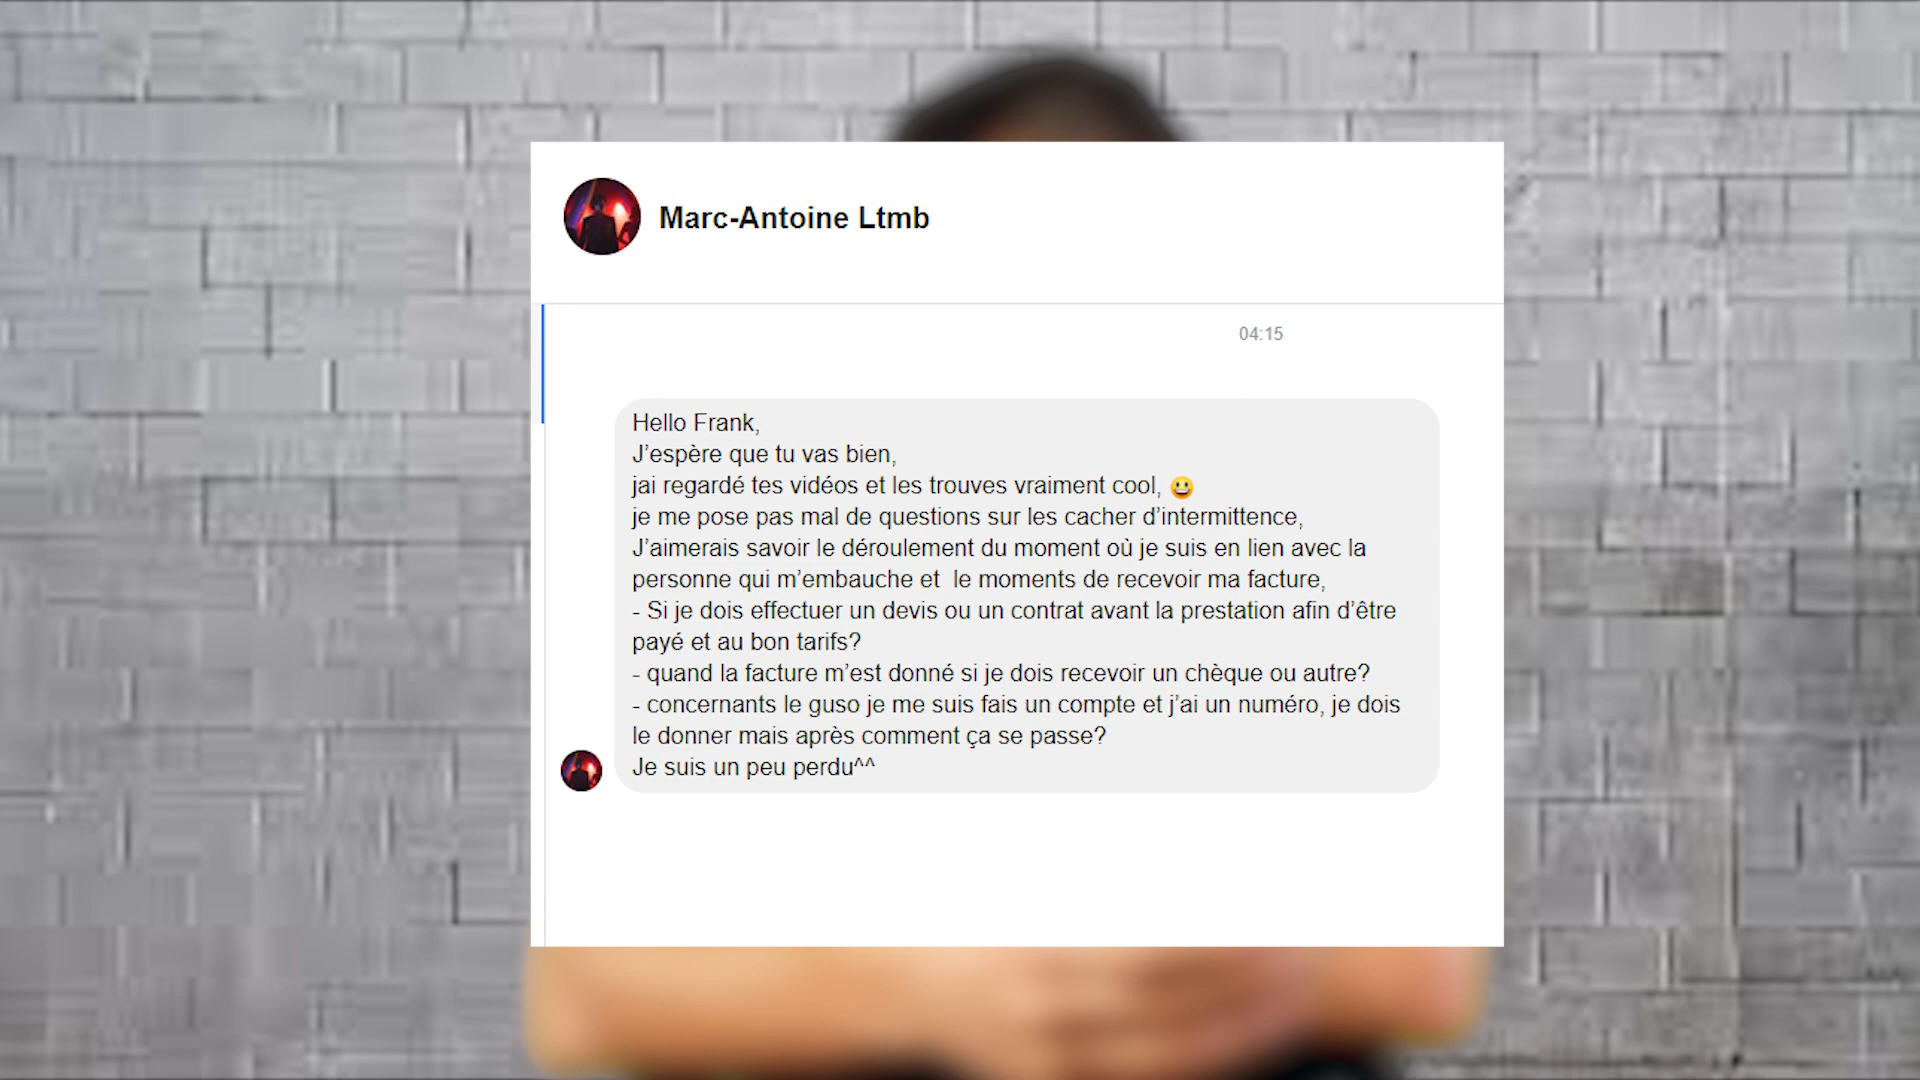 Marc-Antoine Ltmb
04:15
Hello Frank,
J’espère que tu vas bien,
jai regardé tes vidéos et les trouves vraiment cool, 😀
je me pose pas mal de questions sur les cacher d’intermittence,
J’aimerais savoir le déroulement du moment où je suis en lien avec la
personne qui m’embauche et  le moments de recevoir ma facture,
- Si je dois effectuer un devis ou un contrat avant la prestation afin d’être
payé et au bon tarifs?
- quand la facture m’est donné si je dois recevoir un chèque ou autre?
- concernants le guso je me suis fais un compte et j’ai un numéro, je dois
le donner mais après comment ça se passe?
Je suis un peu perdu^^